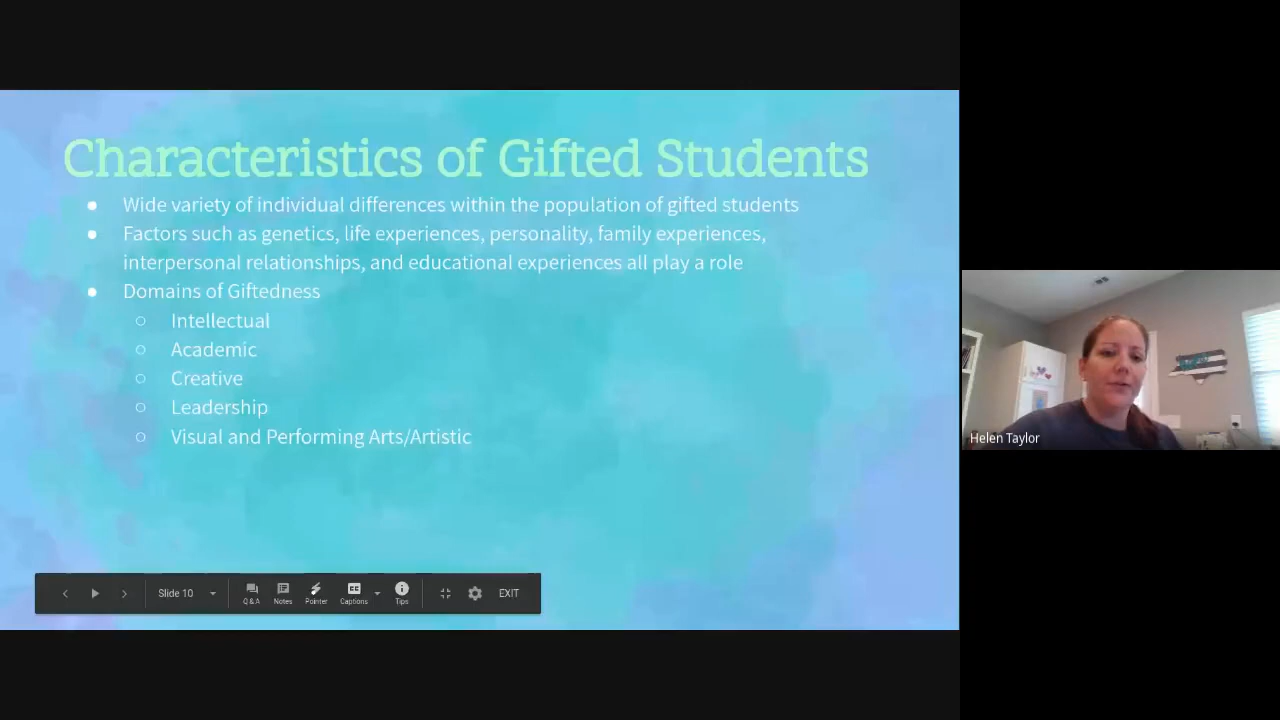 Characteristics of Gifted Students
● Wide variety of individual differences within the population of gifted students
● Factors such as genetics, life experiences, personality, family experiences,
interpersonal relationships, and educational experiences all play a role
● Domains of Giftedness
○ Intellectual
○ Academic
○ Creative
○ Leadership
○ Visual and Performing Arts/Artistic
Helen Taylor
Slide 10
Q&A
Notes
Pointer
Captions
Tips
EXIT